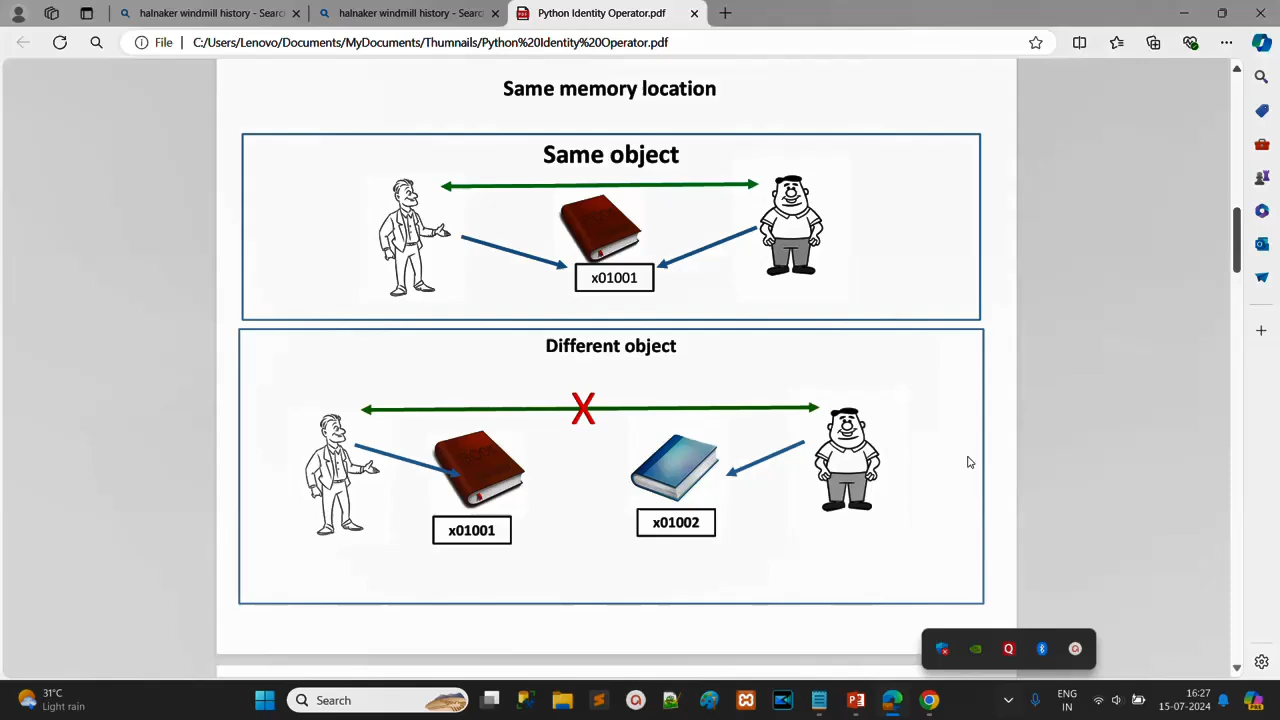 halnaker windmill history - Searc
halnaker windmill history - Searc
Python Identity Operator.pdf
File
C:/Users/Lenovo/Documents/MyDocuments/Thumnails/Python%20Identity%20Operator.pdf
Same memory location
Same object
x01001
Different object
X
x01001
x01002
31°C
Light rain
Search
ENG
IN
16:27
15-07-2024